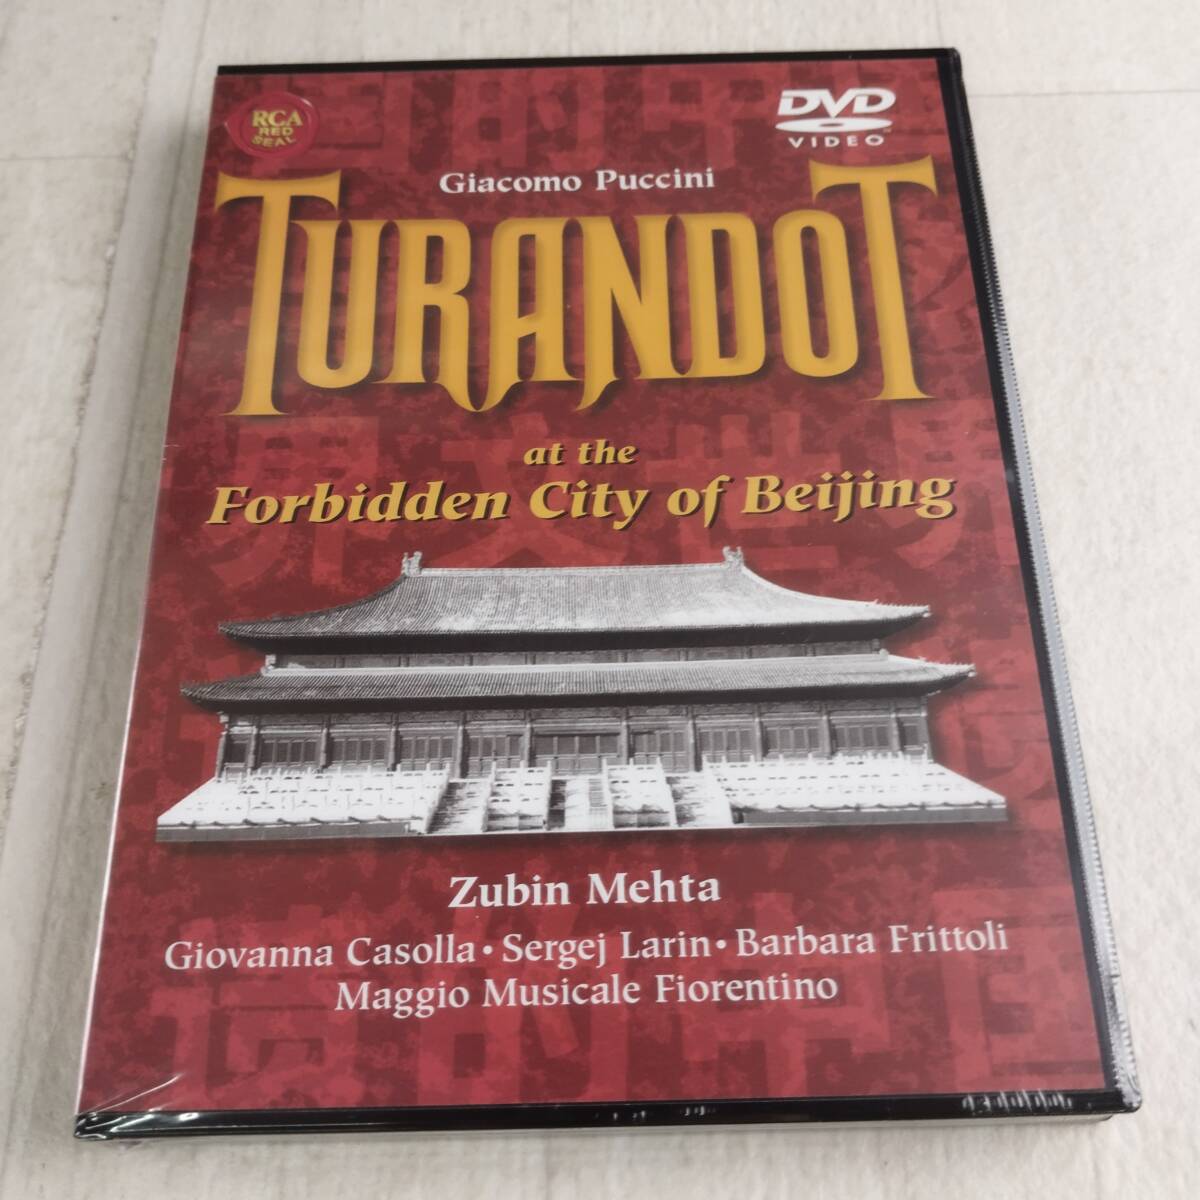 RCA
RED
SEAL
DVD
VIDEO
Giacomo Puccini
TURANDOT
at the
Forbidden City of Beijing
Zubin Mehta
Giovanna Casolla • Sergej Larin • Barbara Frittoli
Maggio Musicale Fiorentino